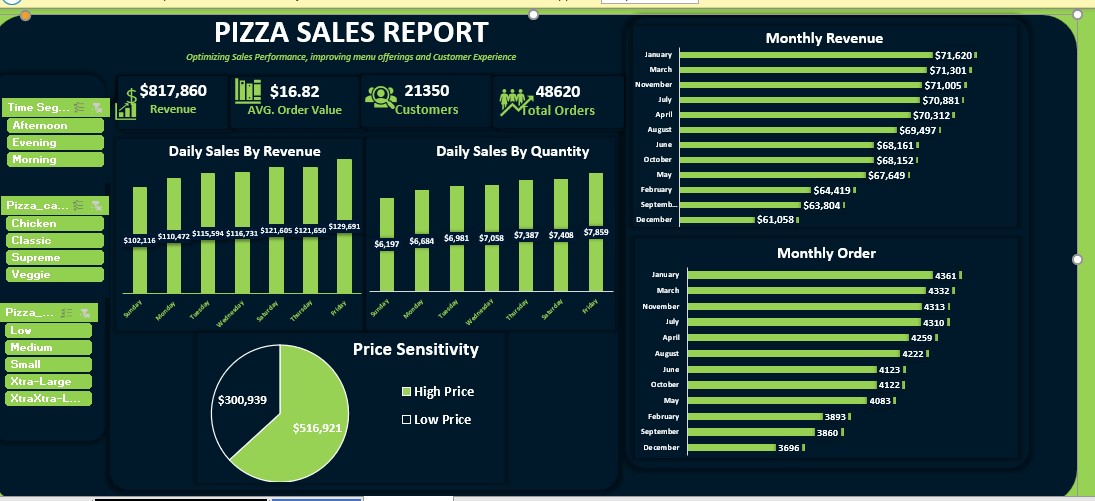 PIZZA SALES REPORT
Optimizing Sales Performance, improving menu offerings and Customer Experience
$817,860
Revenue
$16.82
AVG. Order Value
21350
Customers
48620
Total Orders
Time Seg...
Afternoon
Evening
Morning
Pizza_ca...
Chicken
Classic
Supreme
Veggie
Pizza_...
Low
Medium
Small
Xtra-Large
XtraXtra-L...
Daily Sales By Revenue
$102,116 $110,472 $115,594 $116,731 $121,605 $121,650 $129,691
Sunday Monday Tuesday Wednesday Saturday Thursday Friday
Daily Sales By Quantity
$6,197 $6,684 $6,981 $7,058 $7,387 $7,408 $7,859
Sunday Monday Tuesday Wednesday Thursday Saturday Friday
Price Sensitivity
$300,939
$516,921
High Price
Low Price
Monthly Revenue
January $71,620
March $71,301
November $71,005
July $70,881
April $70,312
August $69,497
June $68,161
October $68,152
May $67,649
February $64,419
Septemb... $63,804
December $61,058
Monthly Order
January 4361
March 4332
November 4313
July 4310
April 4259
August 4222
June 4123
October 4122
May 4083
February 3893
September 3860
December 3696